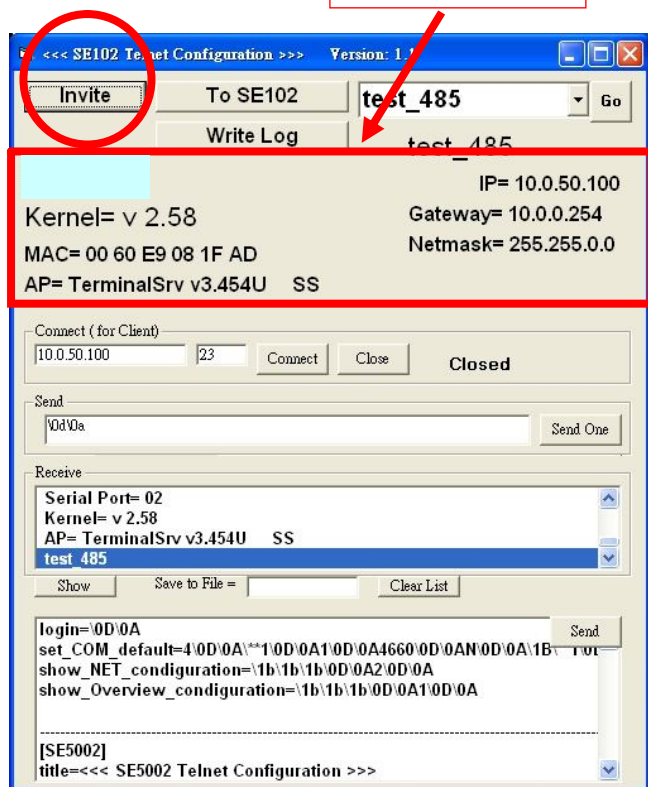 <<< SE102 Telnet Configuration >>> Version: 1.
Invite
To SE102
test_485
Go
Write Log
test_485
IP= 10.0.50.100
Kernel= v 2.58
Gateway= 10.0.0.254
MAC= 00 60 E9 08 1F AD
Netmask= 255.255.0.0
AP= TerminalSrv v3.454U SS
Connect ( for Client)
10.0.50.100
23
Connect
Close
Closed
Send
\0d\0a
Send One
Receive
Serial Port= 02
Kernel= v 2.58
AP= TerminalSrv v3.454U SS
test_485
Show
Save to File =
Clear List
login=\0D\0A
Send
set_COM_default=4\0D\0A\**1\0D\0A1\0D\0A4660\0D\0AN\0D\0A\1B\
show_NET_condiguration=\1b\1b\1b\0D\0A2\0D\0A
show_Overview_condiguration=\1b\1b\1b\0D\0A1\0D\0A
[SE5002]
title=<<< SE5002 Telnet Configuration >>>